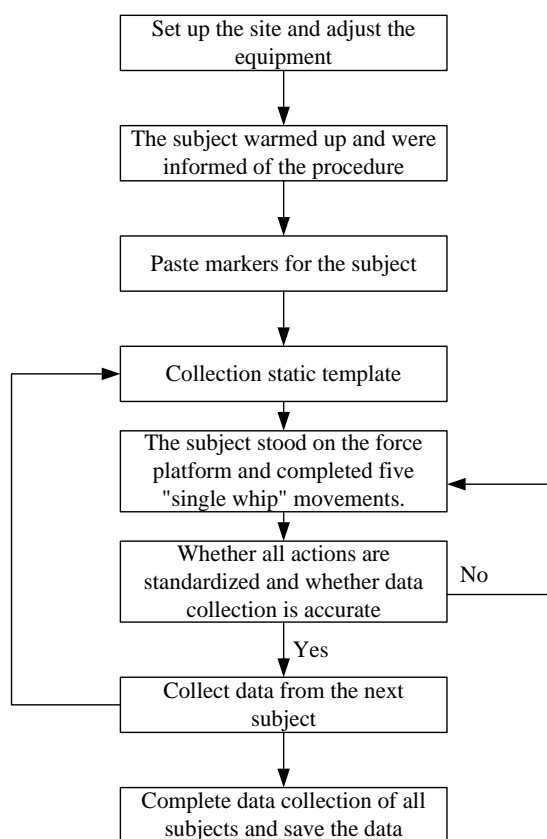 Set up the site and adjust the
equipment
The subject warmed up and were
informed of the procedure
Paste markers for the subject
Collection static template
The subject stood on the force
platform and completed five
"single whip" movements.
Whether all actions are
standardized and whether data
collection is accurate
No
Yes
Collect data from the next
subject
Complete data collection of all
subjects and save the data